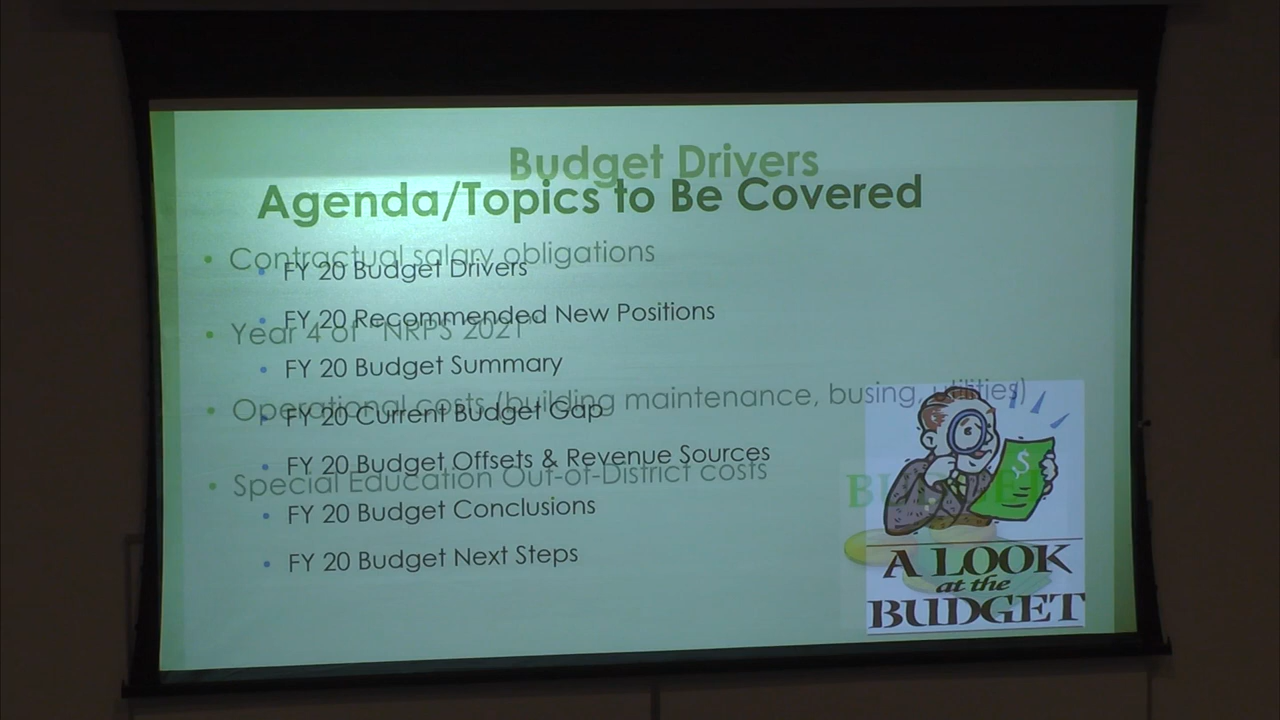 Budget Drivers
Agenda/Topics to Be Covered
• Contractual salary obligations
• FY 20 Budget Drivers
• FY 20 Recommended New Positions
• Year 4 of "NRPS 2021"
• FY 20 Budget Summary
• Operational costs (building maintenance, busing, utilities)
• FY 20 Current Budget Gap
• FY 20 Budget Offsets & Revenue Sources
• Special Education Out-of-District costs
$
BUDGET
• FY 20 Budget Conclusions
• FY 20 Budget Next Steps
A LOOK
at the
BUDGET